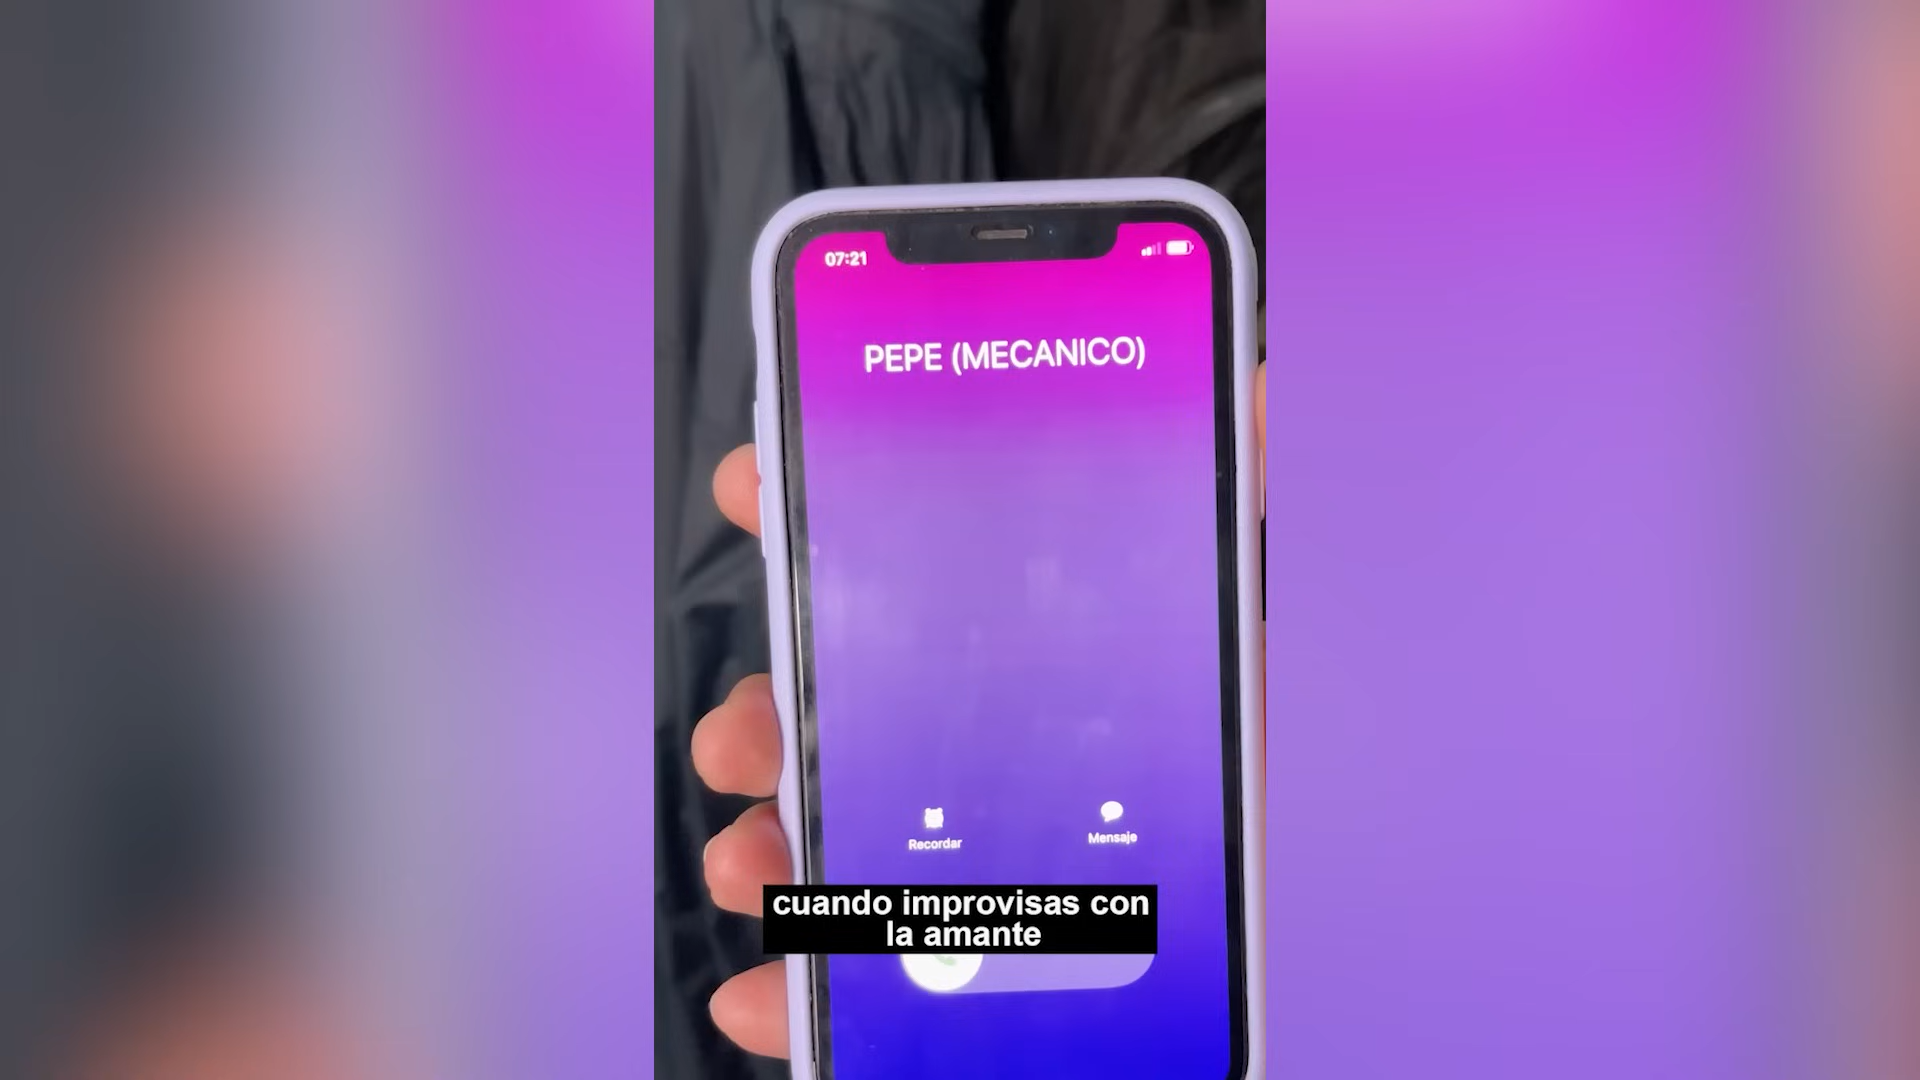 07:21
PEPE (MECANICO)
Recordar
Mensaje
cuando improvisas con
la amante